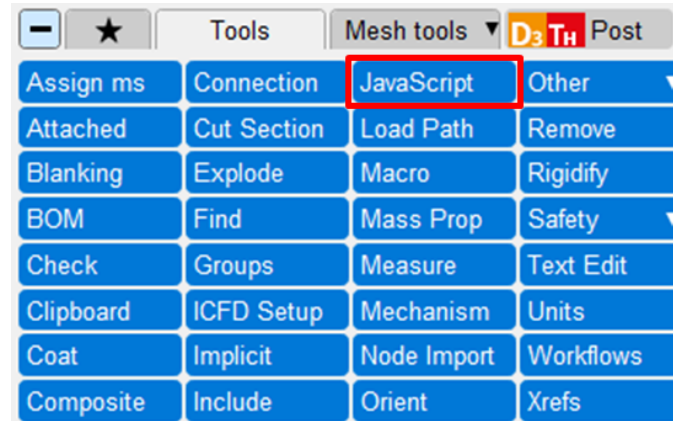 Tools Mesh tools D3 TH Post
Assign ms Connection JavaScript Other
Attached Cut Section Load Path Remove
Blanking Explode Macro Rigidify
BOM Find Mass Prop Safety
Check Groups Measure Text Edit
Clipboard ICFD Setup Mechanism Units
Coat Implicit Node Import Workflows
Composite Include Orient Xrefs